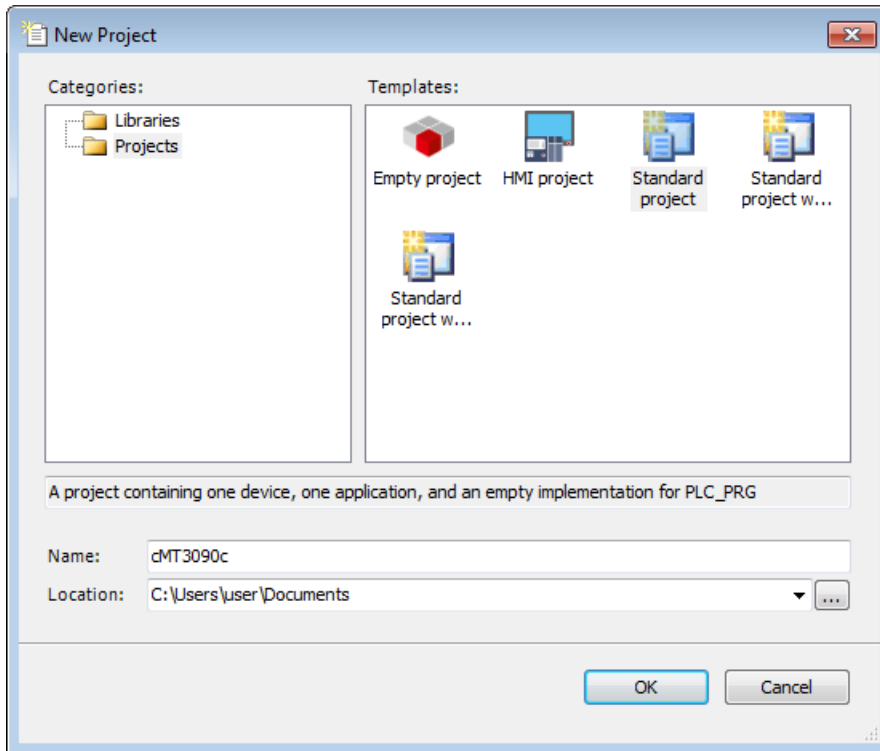 New Project
Categories:
Templates:
Libraries
Projects
Empty project
HMI project
Standard
project
Standard
project w...
Standard
project w...
A project containing one device, one application, and an empty implementation for PLC_PRG
Name:
cMT3090c
Location:
C:\Users\user\Documents
...
OK
Cancel